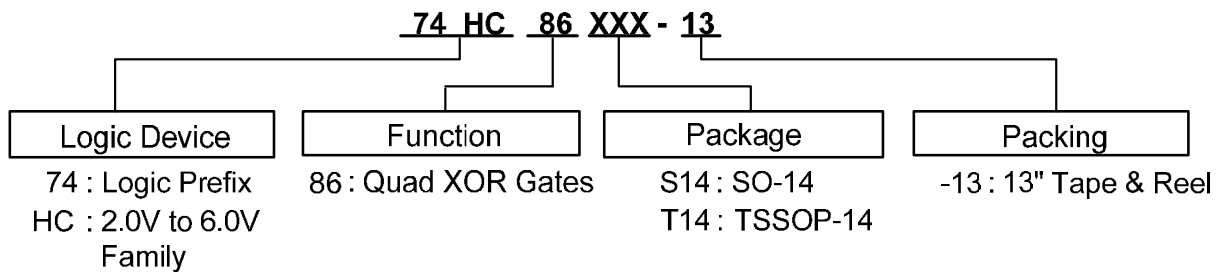 74 HC 86 XXX - 13
Logic Device
74 : Logic Prefix
HC : 2.0V to 6.0V
Family
Function
86 : Quad XOR Gates
Package
S14 : SO-14
T14 : TSSOP-14
Packing
-13 : 13" Tape & Reel